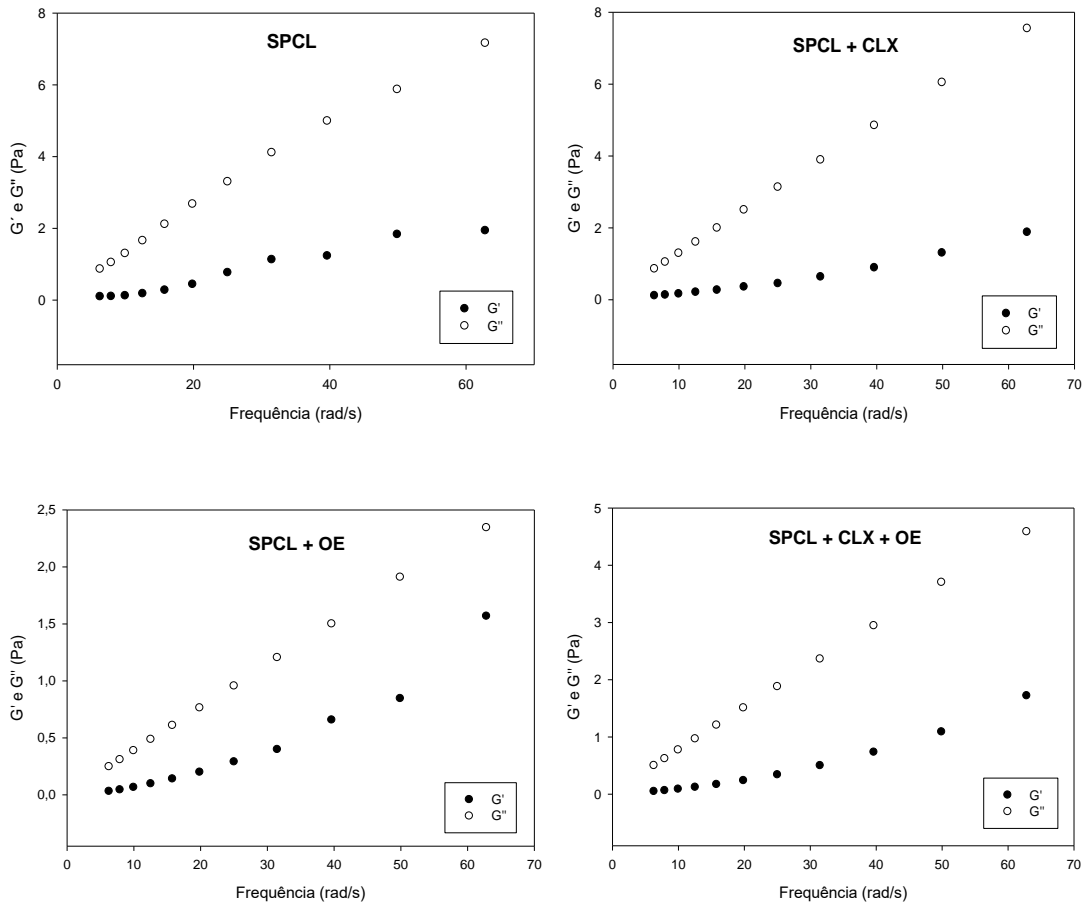 SPCL
G´ e G'' (Pa)
8
6
4
2
0
G'
G''
0 20 40 60
Frequência (rad/s)
SPCL + CLX
G' e G'' (Pa)
8
6
4
2
0
G'
G''
0 10 20 30 40 50 60 70
Frequência (rad/s)
SPCL + OE
G' e G'' (Pa)
2,5
2,0
1,5
1,0
0,5
0,0
G'
G''
0 10 20 30 40 50 60 70
Frequência (rad/s)
SPCL + CLX + OE
G' e G'' (Pa)
5
4
3
2
1
0
G'
G''
0 10 20 30 40 50 60 70
Frequência (rad/s)